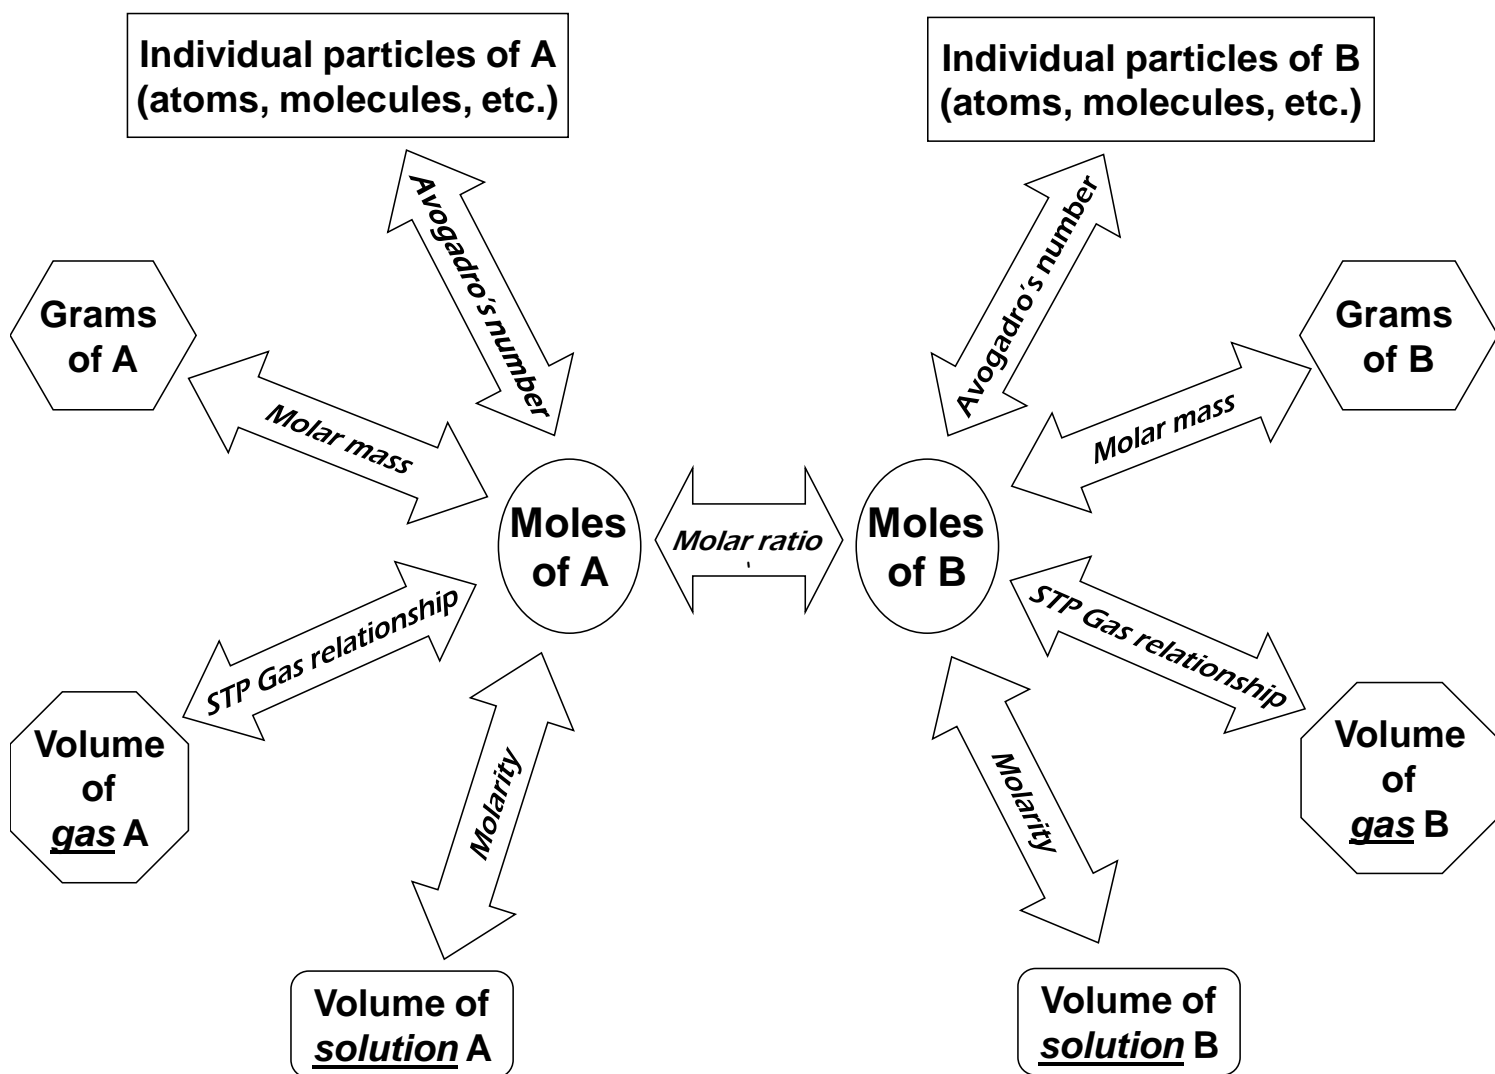 Individual particles of A
(atoms, molecules, etc.)
Individual particles of B
(atoms, molecules, etc.)
Avogadro's number
Avogadro's number
Grams
of A
Grams
of B
Molar mass
Molar mass
Moles
of A
Molar ratio
Moles
of B
STP Gas relationship
STP Gas relationship
Volume
of
gas A
Volume
of
gas B
Molarity
Molarity
Volume of
solution A
Volume of
solution B